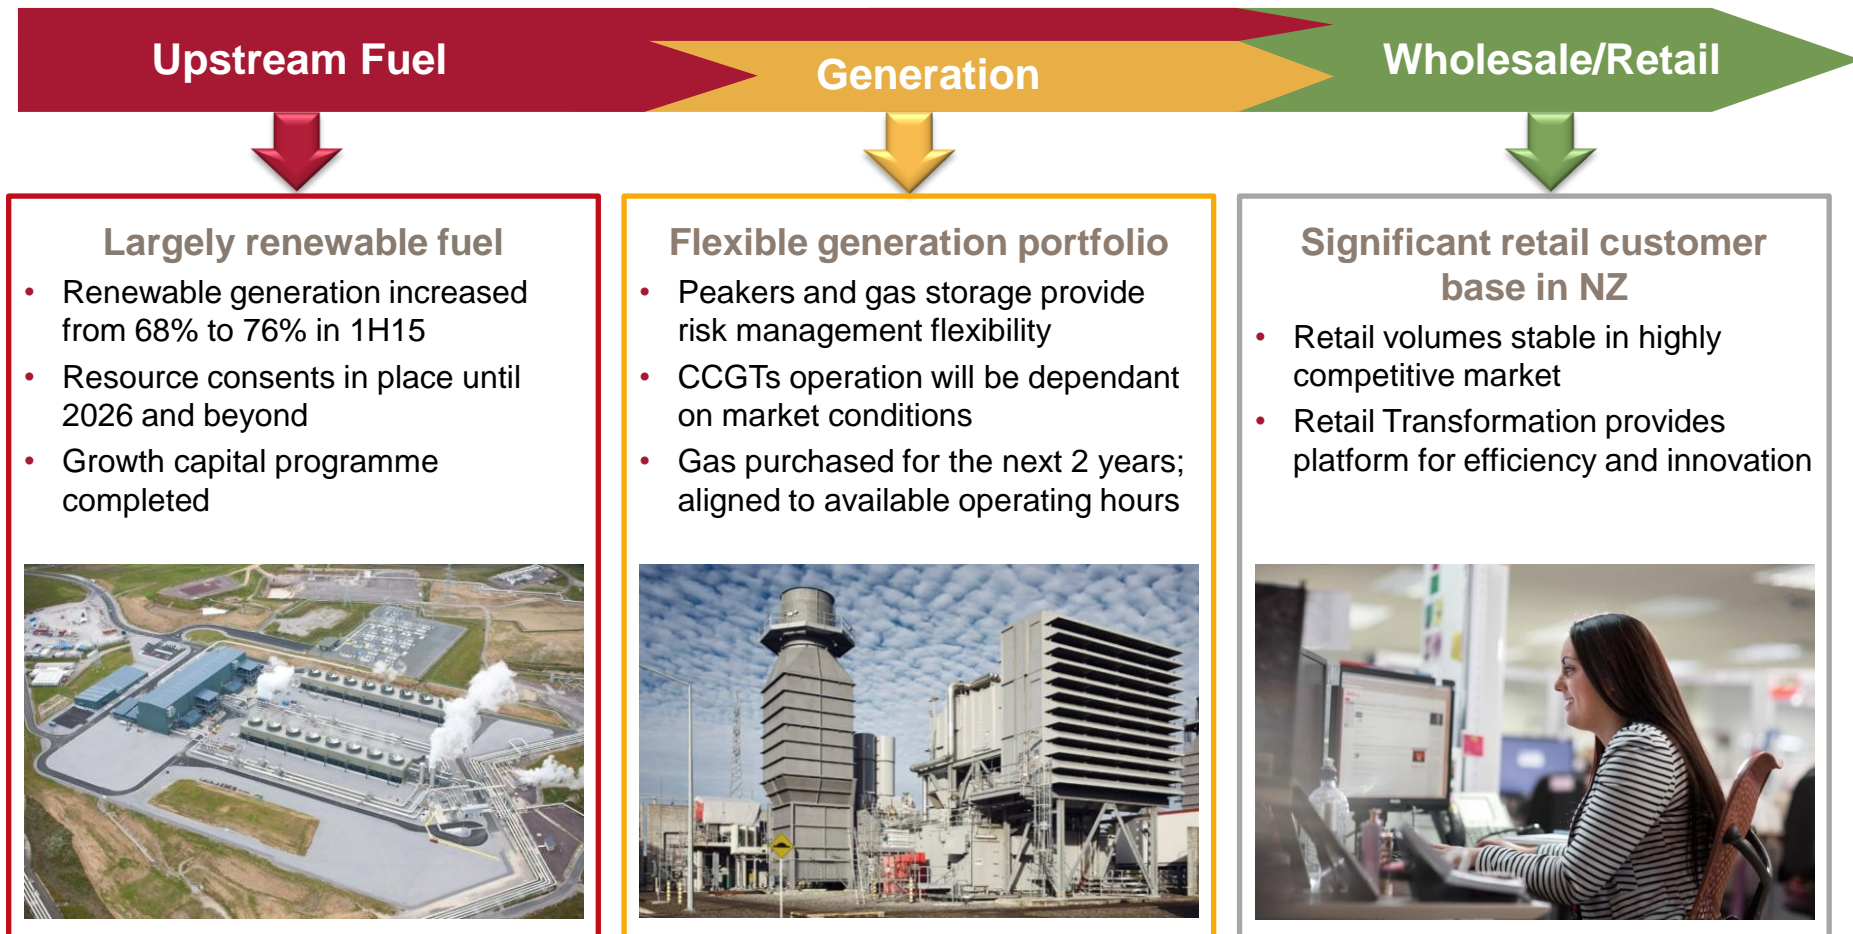 Upstream Fuel
Generation
Wholesale/Retail
Largely renewable fuel
• Renewable generation increased
from 68% to 76% in 1H15
• Resource consents in place until
2026 and beyond
• Growth capital programme
completed
Flexible generation portfolio
• Peakers and gas storage provide
risk management flexibility
• CCGTs operation will be dependant
on market conditions
• Gas purchased for the next 2 years;
aligned to available operating hours
Significant retail customer
base in NZ
• Retail volumes stable in highly
competitive market
• Retail Transformation provides
platform for efficiency and innovation